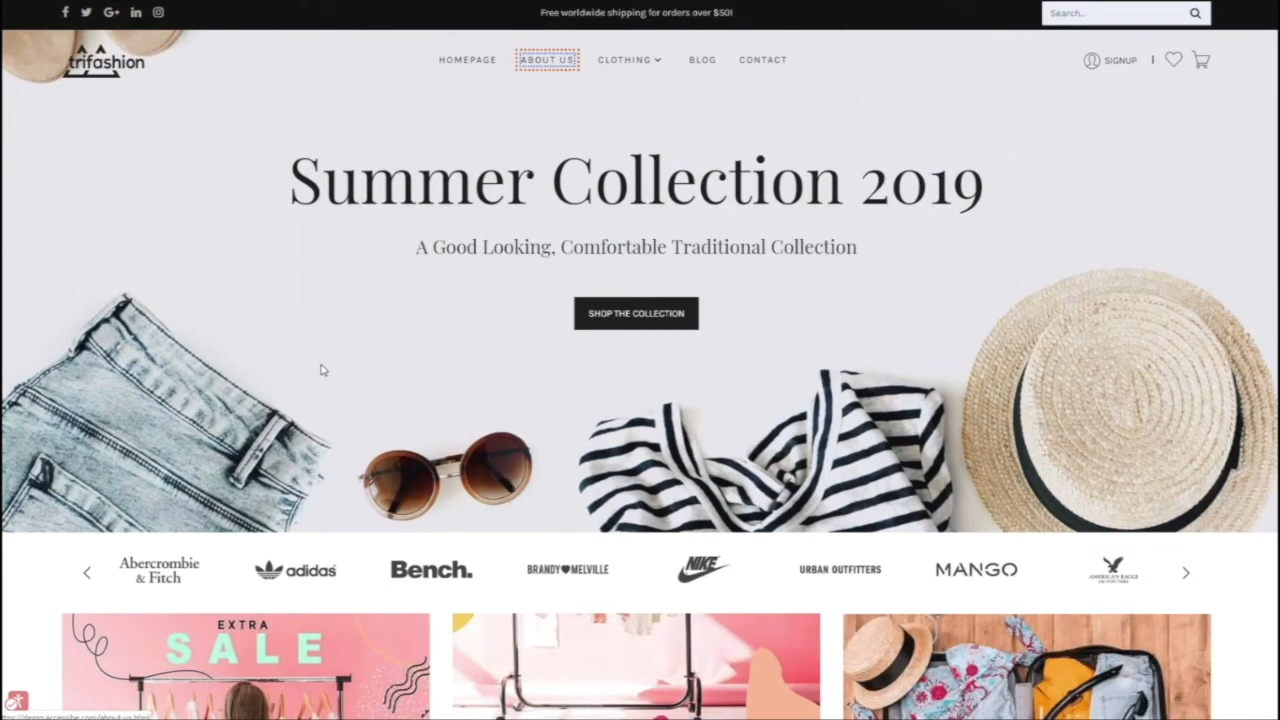 Free worldwide shipping for orders over $50!
Search...
trifashion
HOMEPAGE
ABOUT US
CLOTHING
BLOG
CONTACT
SIGNUP
Summer Collection 2019
A Good Looking, Comfortable Traditional Collection
SHOP THE COLLECTION
Abercrombie
& Fitch
adidas
Bench.
BRANDY♥MELVILLE
NIKE
URBAN OUTFITTERS
MANGO
AMERICAN EAGLE
EXTRA
SALE